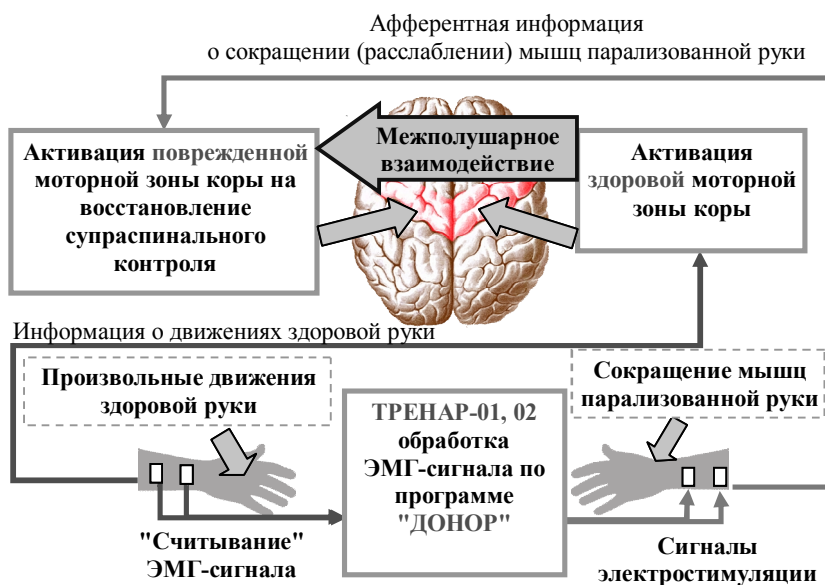 Афферентная информация
о сокращении (расслаблении) мышц парализованной руки
Активация поврежденной
моторной зоны коры на
восстановление
супраспинального
контроля
Межполушарное
взаимодействие
Активация
здоровой моторной
зоны коры
Информация о движениях здоровой руки
Произвольные движения
здоровой руки
ТРЕНАР-01, 02
обработка
ЭМГ-сигнала по
программе
"ДОНОР"
Сокращение мышц
парализованной руки
"Считывание"
ЭМГ-сигнала
Сигналы
электростимуляции